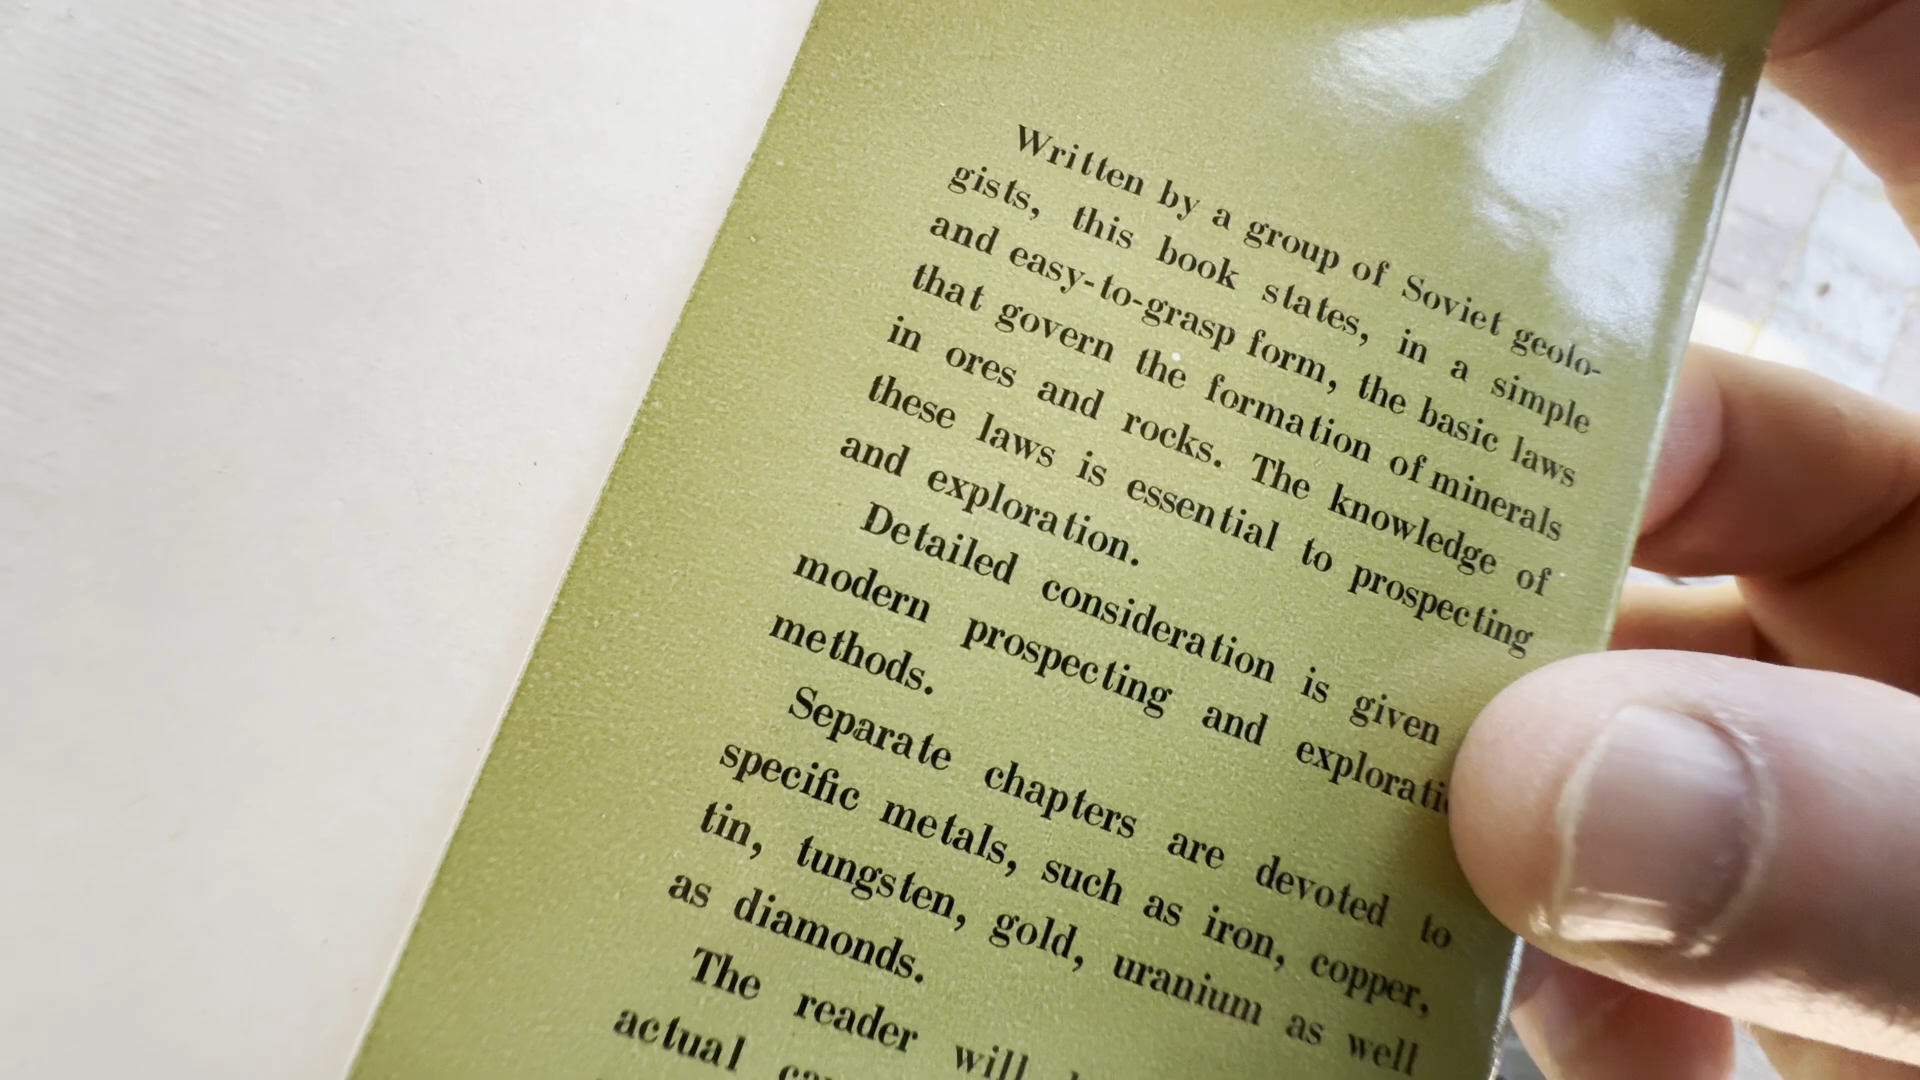 Written by a group of Soviet geolo-
gists, this book states, in a simple
and easy-to-grasp form, the basic laws
that govern the formation of minerals
in ores and rocks. The knowledge of
these laws is essential to prospecting
and exploration.
Detailed consideration is given
modern prospecting and
methods.
Separate chapters are devoted to
specific metals, such as iron, copper,
tin, tungsten, gold, uranium as well
as diamonds.
The reader will
actual